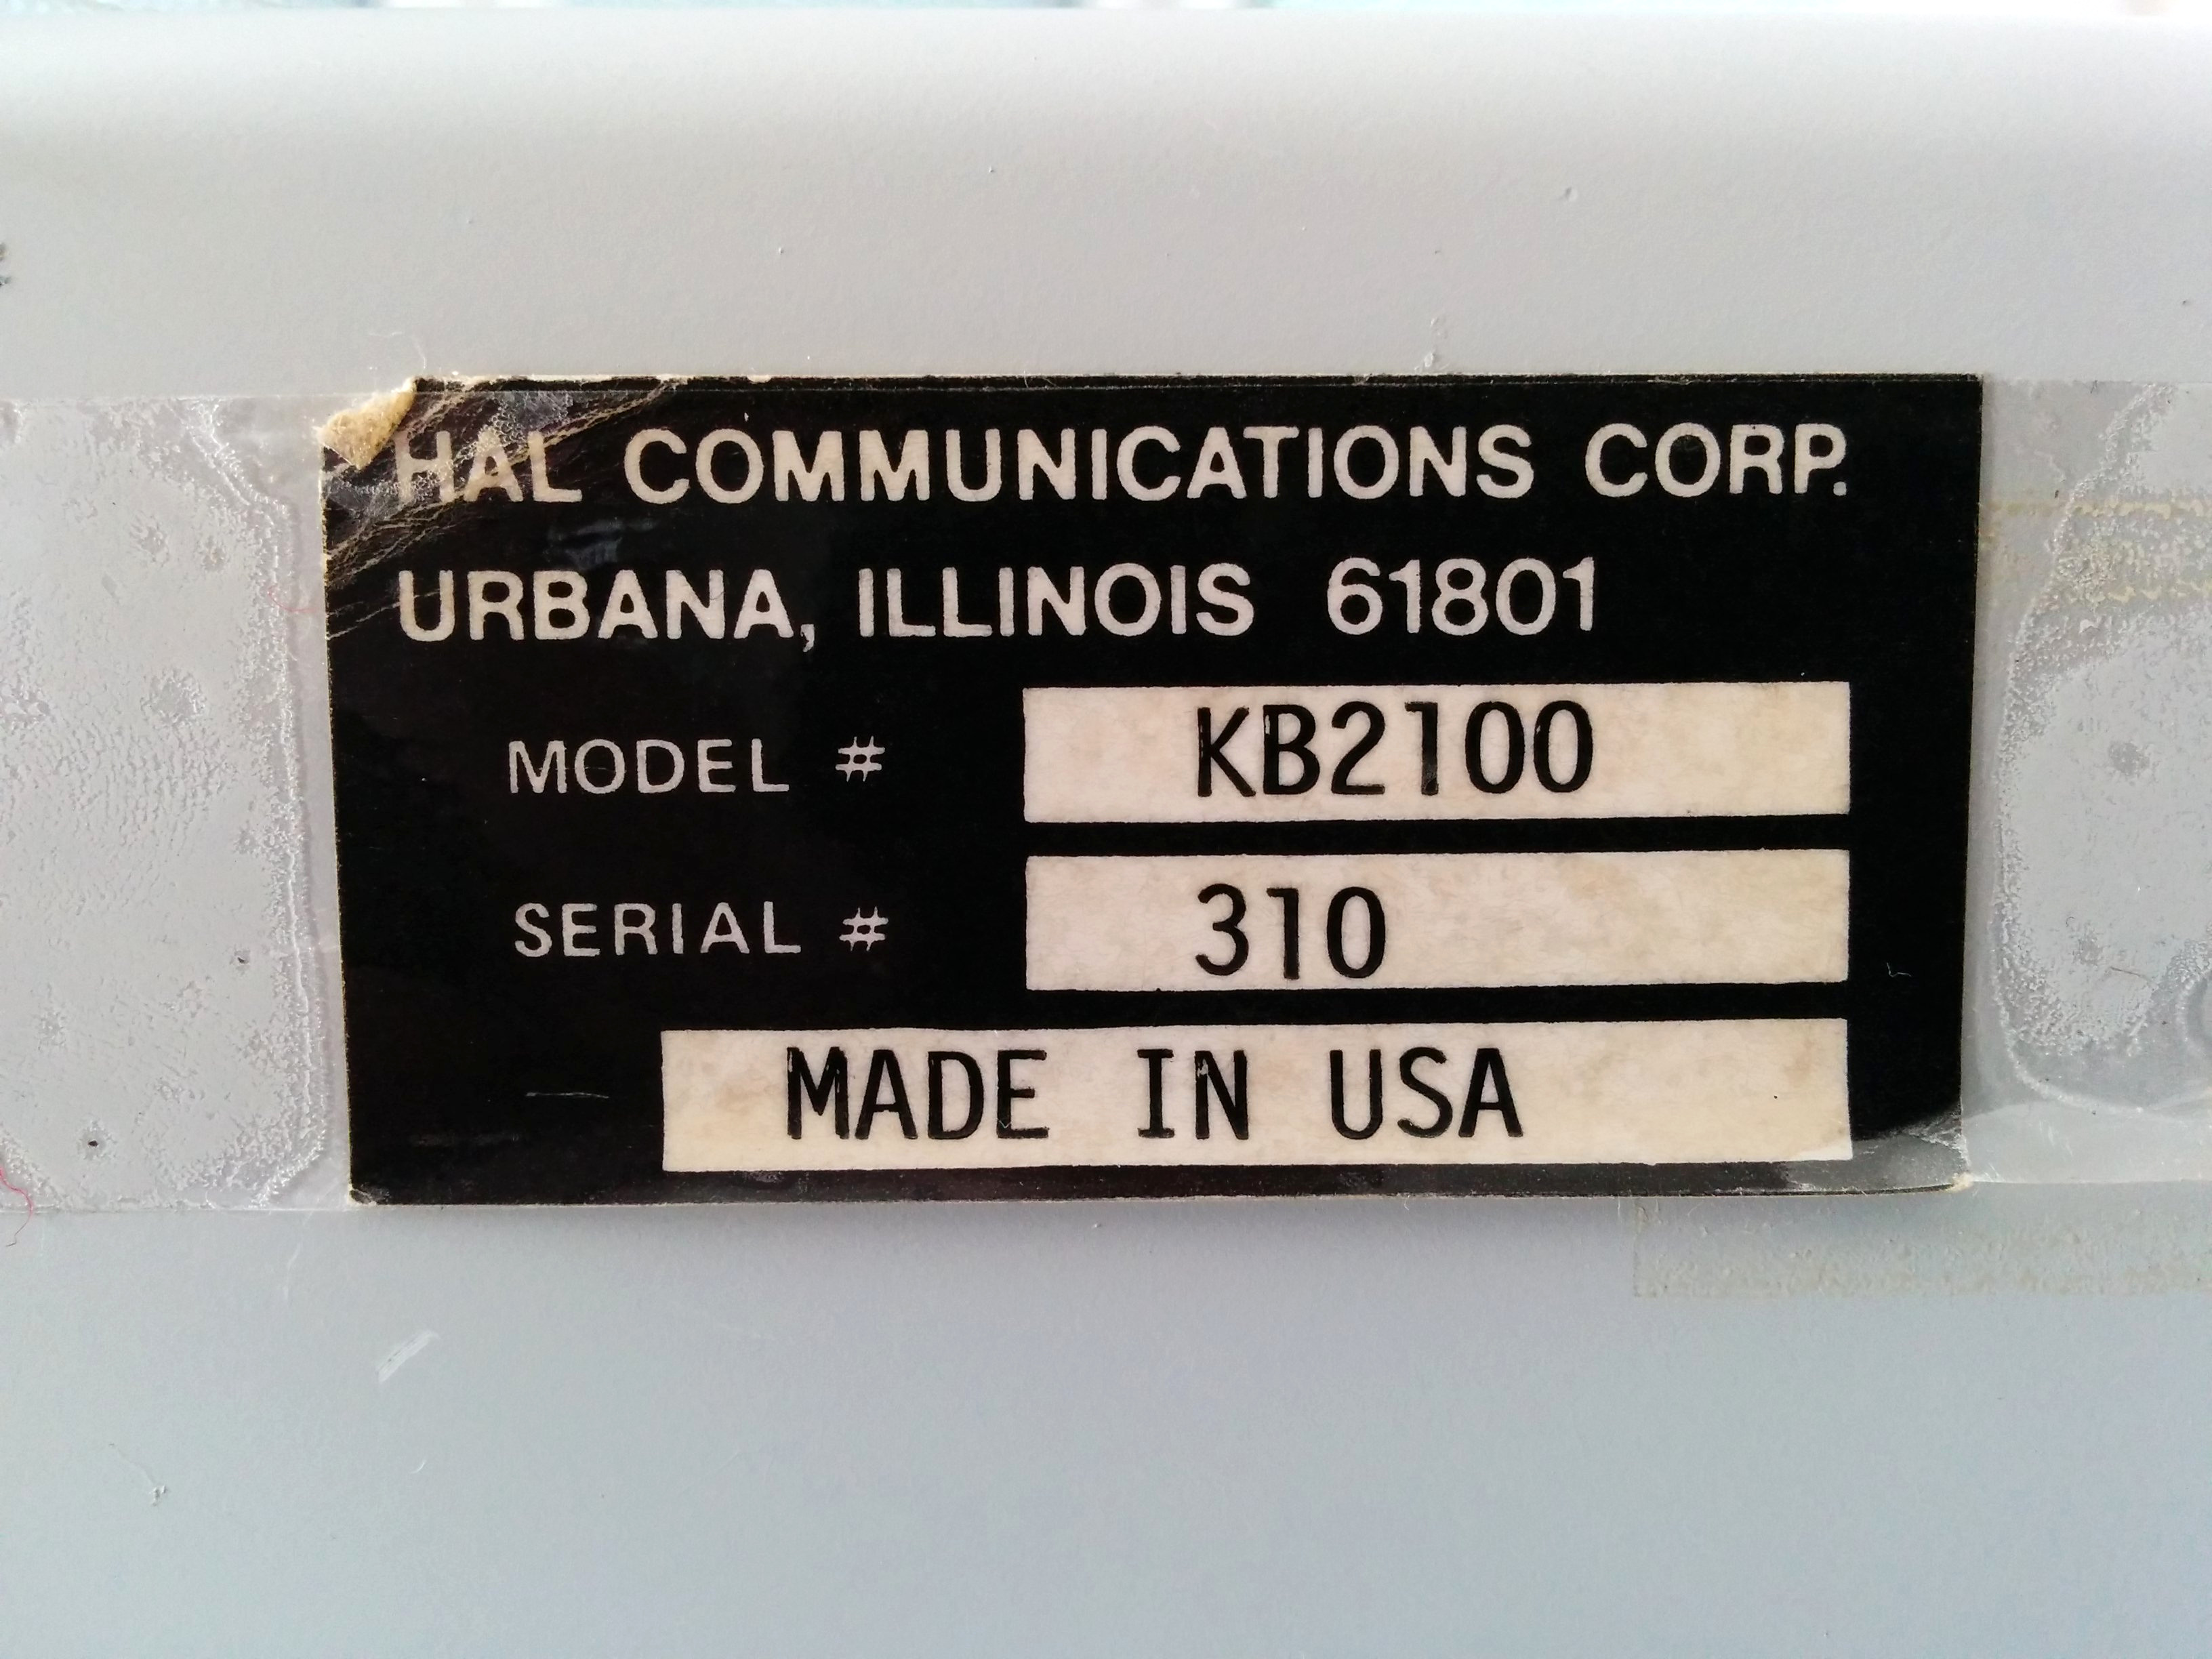 HAL COMMUNICATIONS CORP.
URBANA, ILLINOIS 61801
MODEL # KB2100
SERIAL # 310
MADE IN USA